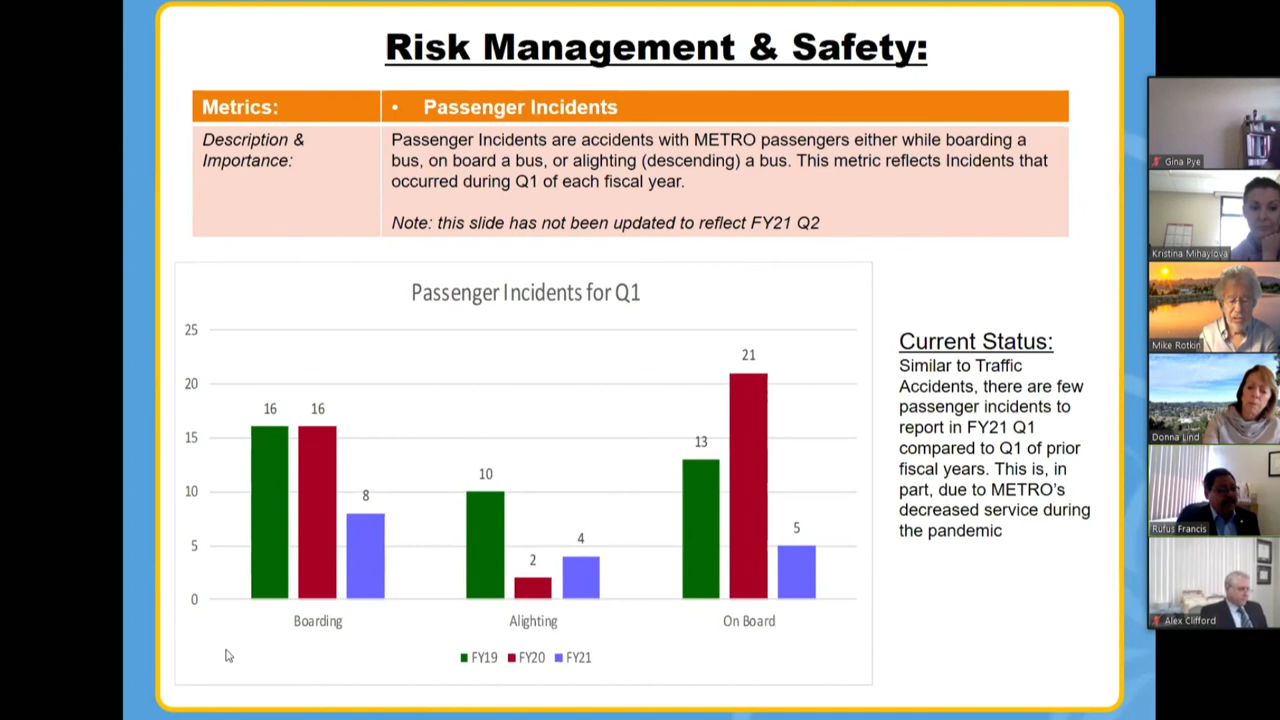 Risk Management & Safety:
Metrics:
• Passenger Incidents
Description &
Importance:
Passenger Incidents are accidents with METRO passengers either while boarding a
bus, on board a bus, or alighting (descending) a bus. This metric reflects Incidents that
occurred during Q1 of each fiscal year.
Note: this slide has not been updated to reflect FY21 Q2
Passenger Incidents for Q1
25
20
15
10
5
0
16
16
8
10
2
4
13
21
5
Boarding
Alighting
On Board
FY19
FY20
FY21
Current Status:
Similar to Traffic
Accidents, there are few
passenger incidents to
report in FY21 Q1
compared to Q1 of prior
fiscal years. This is, in
part, due to METRO's
decreased service during
the pandemic
Gina Pye
Kristina Mihaylova
Mike Rotkin
Donna Lind
Rufus Francis
Alex Clifford